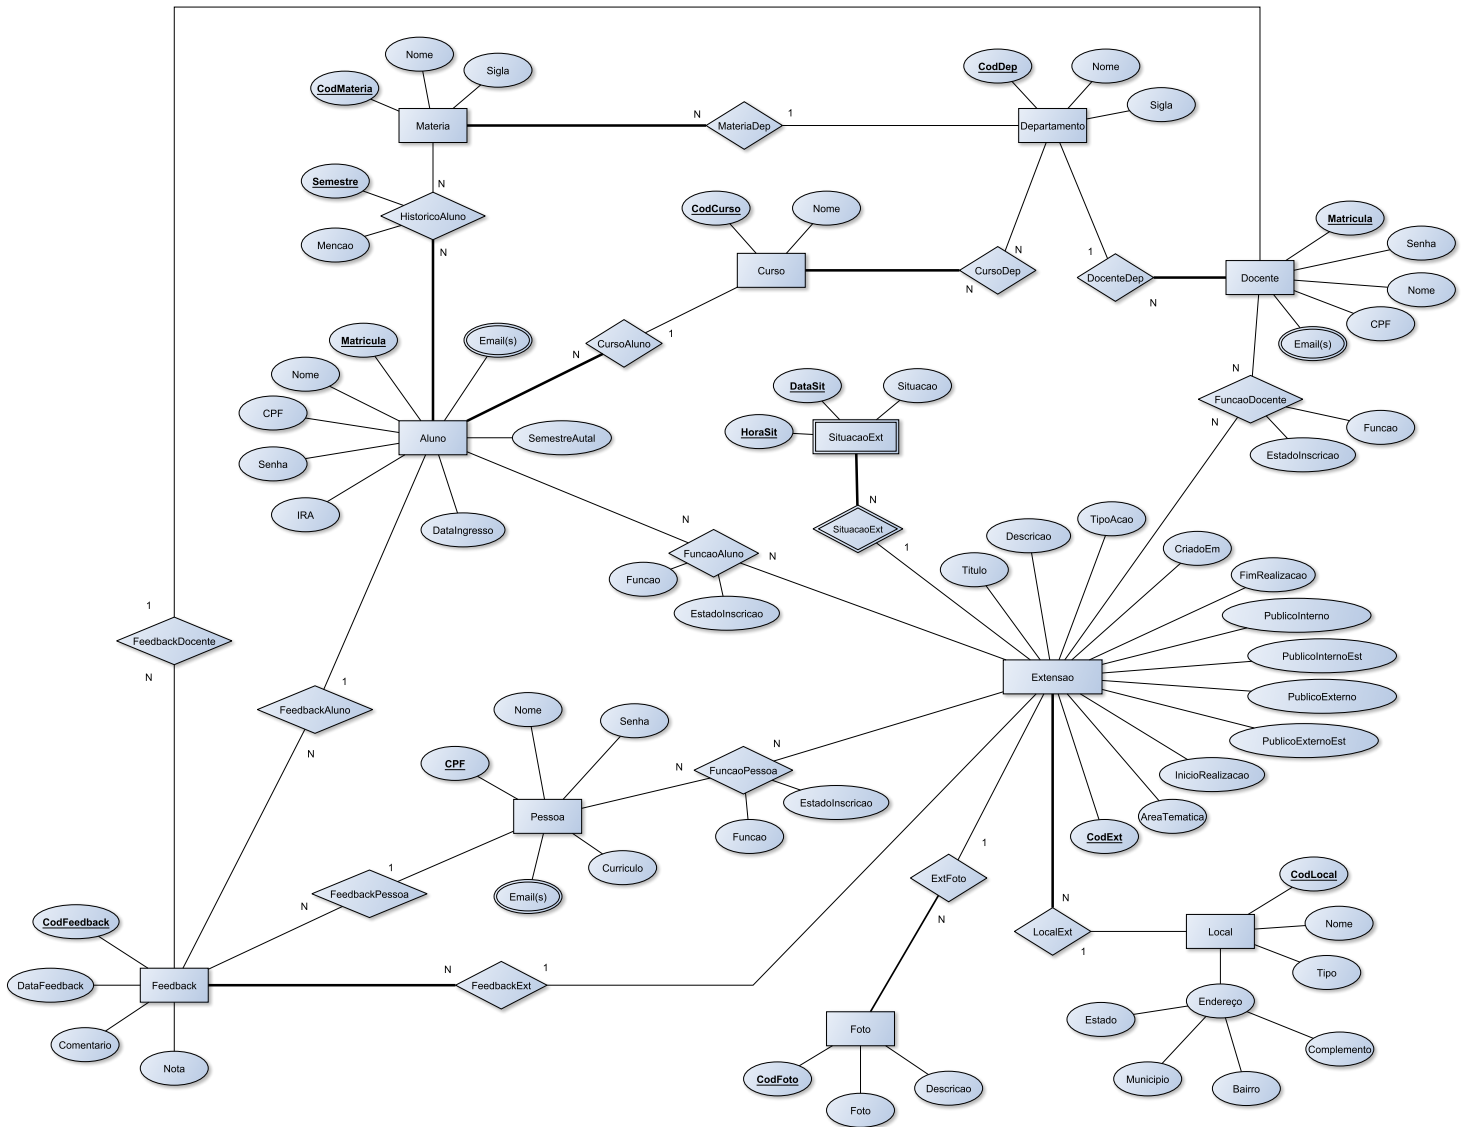 Nome
Sigla
CodMateria
Materia
N
MateriaDep
1
CodDep
Nome
Sigla
Departamento
Semestre
N
HistoricoAluno
Mencao
N
CodCurso
Nome
Curso
N
CursoDep
N
1
DocenteDep
N
Matricula
Senha
Docente
Nome
CPF
Email(s)
CursoAluno
1
N
Matricula
Email(s)
Nome
CPF
Aluno
SemestreAutal
Senha
IRA
DataIngresso
DataSit
Situacao
HoraSit
SituacaoExt
N
SituacaoExt
1
N
FuncaoDocente
N
Funcao
EstadoInscricao
N
FuncaoAluno
N
Funcao
EstadoInscricao
Titulo
Descricao
TipoAcao
CriadoEm
FimRealizacao
PublicoInterno
PublicoInternoEst
Extensao
PublicoExterno
PublicoExternoEst
InicioRealizacao
AreaTematica
CodExt
1
FeedbackDocente
N
1
FeedbackAluno
N
Nome
Senha
CPF
Pessoa
Curriculo
Email(s)
N
FuncaoPessoa
N
EstadoInscricao
Funcao
1
FeedbackPessoa
N
1
ExtFoto
N
N
LocalExt
1
CodLocal
Local
Nome
Tipo
Endereço
Estado
Complemento
Municipio
Bairro
CodFeedback
DataFeedback
Feedback
N
FeedbackExt
1
Comentario
Nota
Foto
CodFoto
Foto
Descricao